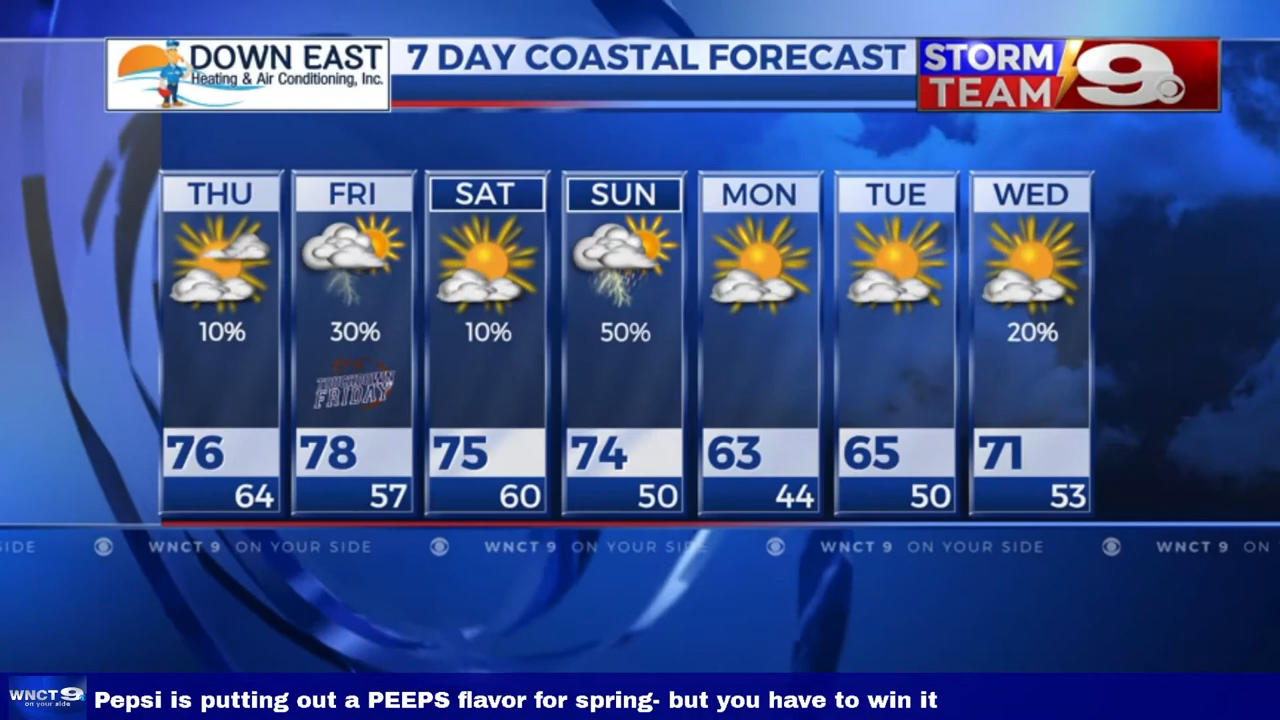 DOWN EAST
Heating & Air Conditioning, Inc.
7 DAY COASTAL FORECAST
STORM
TEAM
9
THU FRI SAT SUN MON TUE WED
10% 30% 10% 50% 20%
TOUCHDOWN
FRIDAY
76 78 75 74 63 65 71
64 57 60 50 44 50 53
SIDE WNCT 9 ON YOUR SIDE WNCT 9 ON YOUR SIDE WNCT 9 ON YOUR SIDE WNCT 9 ON
WNCT 9
on your side
Pepsi is putting out a PEEPS flavor for spring- but you have to win it